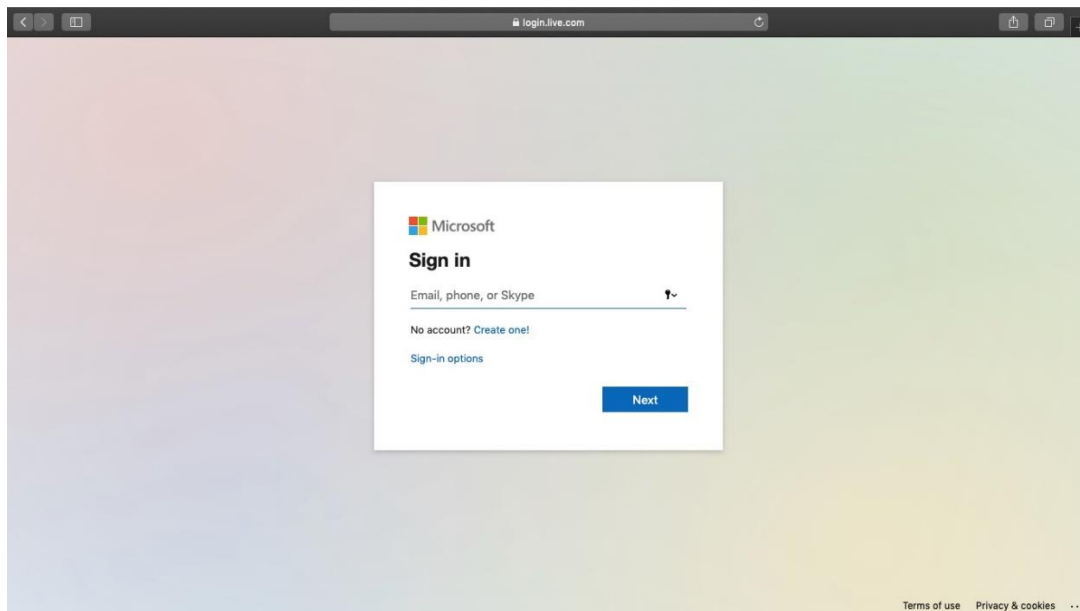 login.live.com
Microsoft
Sign in
Email, phone, or Skype
No account? Create one!
Sign-in options
Next
Terms of use Privacy & cookies ...